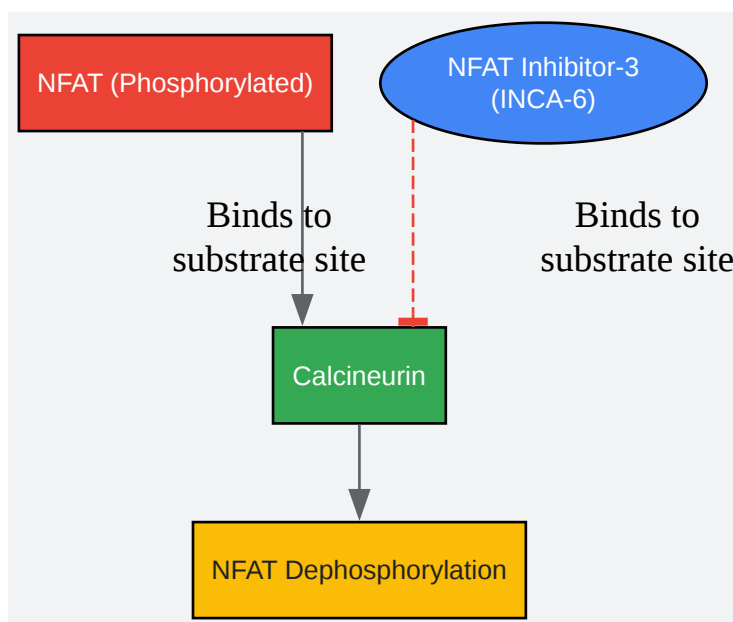 NFAT (Phosphorylated)
NFAT Inhibitor-3
(INCA-6)
Binds to
substrate site
Binds to
substrate site
Calcineurin
NFAT Dephosphorylation